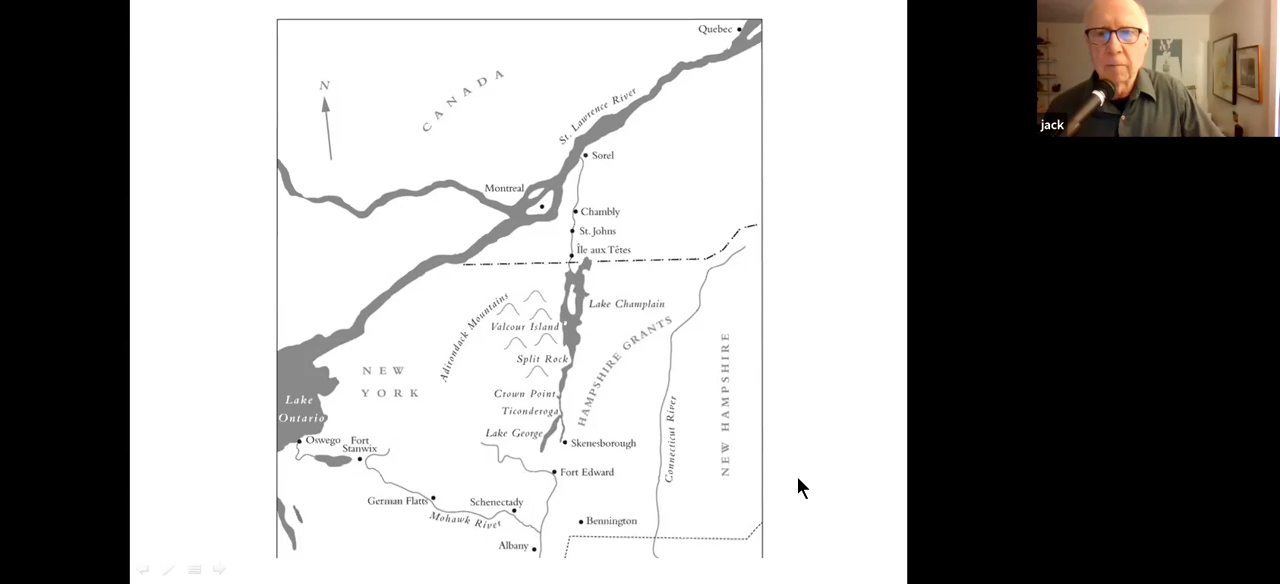 Quebec
N
CANADA
St. Lawrence River
Sorel
Montreal
Chambly
St. Johns
Île aux Têtes
Lake Champlain
Adirondack Mountains
Valcour Island
Split Rock
HAMPSHIRE GRANTS
NEW
YORK
Crown Point
Ticonderoga
Lake
Ontario
Lake George
Skenesborough
Oswego
Fort
Stanwix
Fort Edward
Connecticut River
NEW HAMPSHIRE
German Flatts
Schenectady
Mohawk River
Bennington
Albany
jack